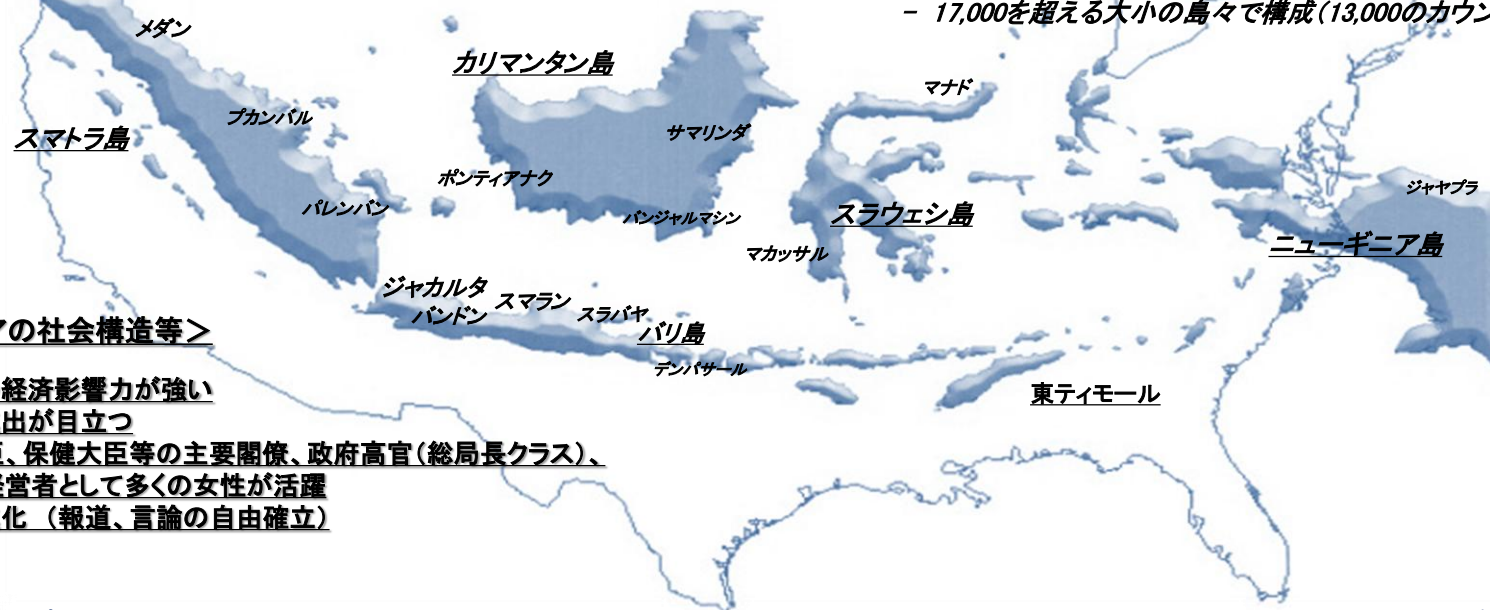 - 17,000を超える大小の島々で構成（13,000のカウン
メダン
カリマンタン島
マナド
プカンバル
サマリンダ
スマトラ島
ポンティアナク
ジャヤプラ
パレンバン
バンジャルマシン
スラウェシ島
マカッサル
ニューギニア島
ジャカルタ
スマラン
バンドン
スラバヤ
バリ島
デンパサール
東ティモール
の社会構造等＞
経済影響力が強い
出が目立つ
、保健大臣等の主要閣僚、政府高官（総局長クラス）、
営者として多くの女性が活躍
化 （報道、言論の自由確立）